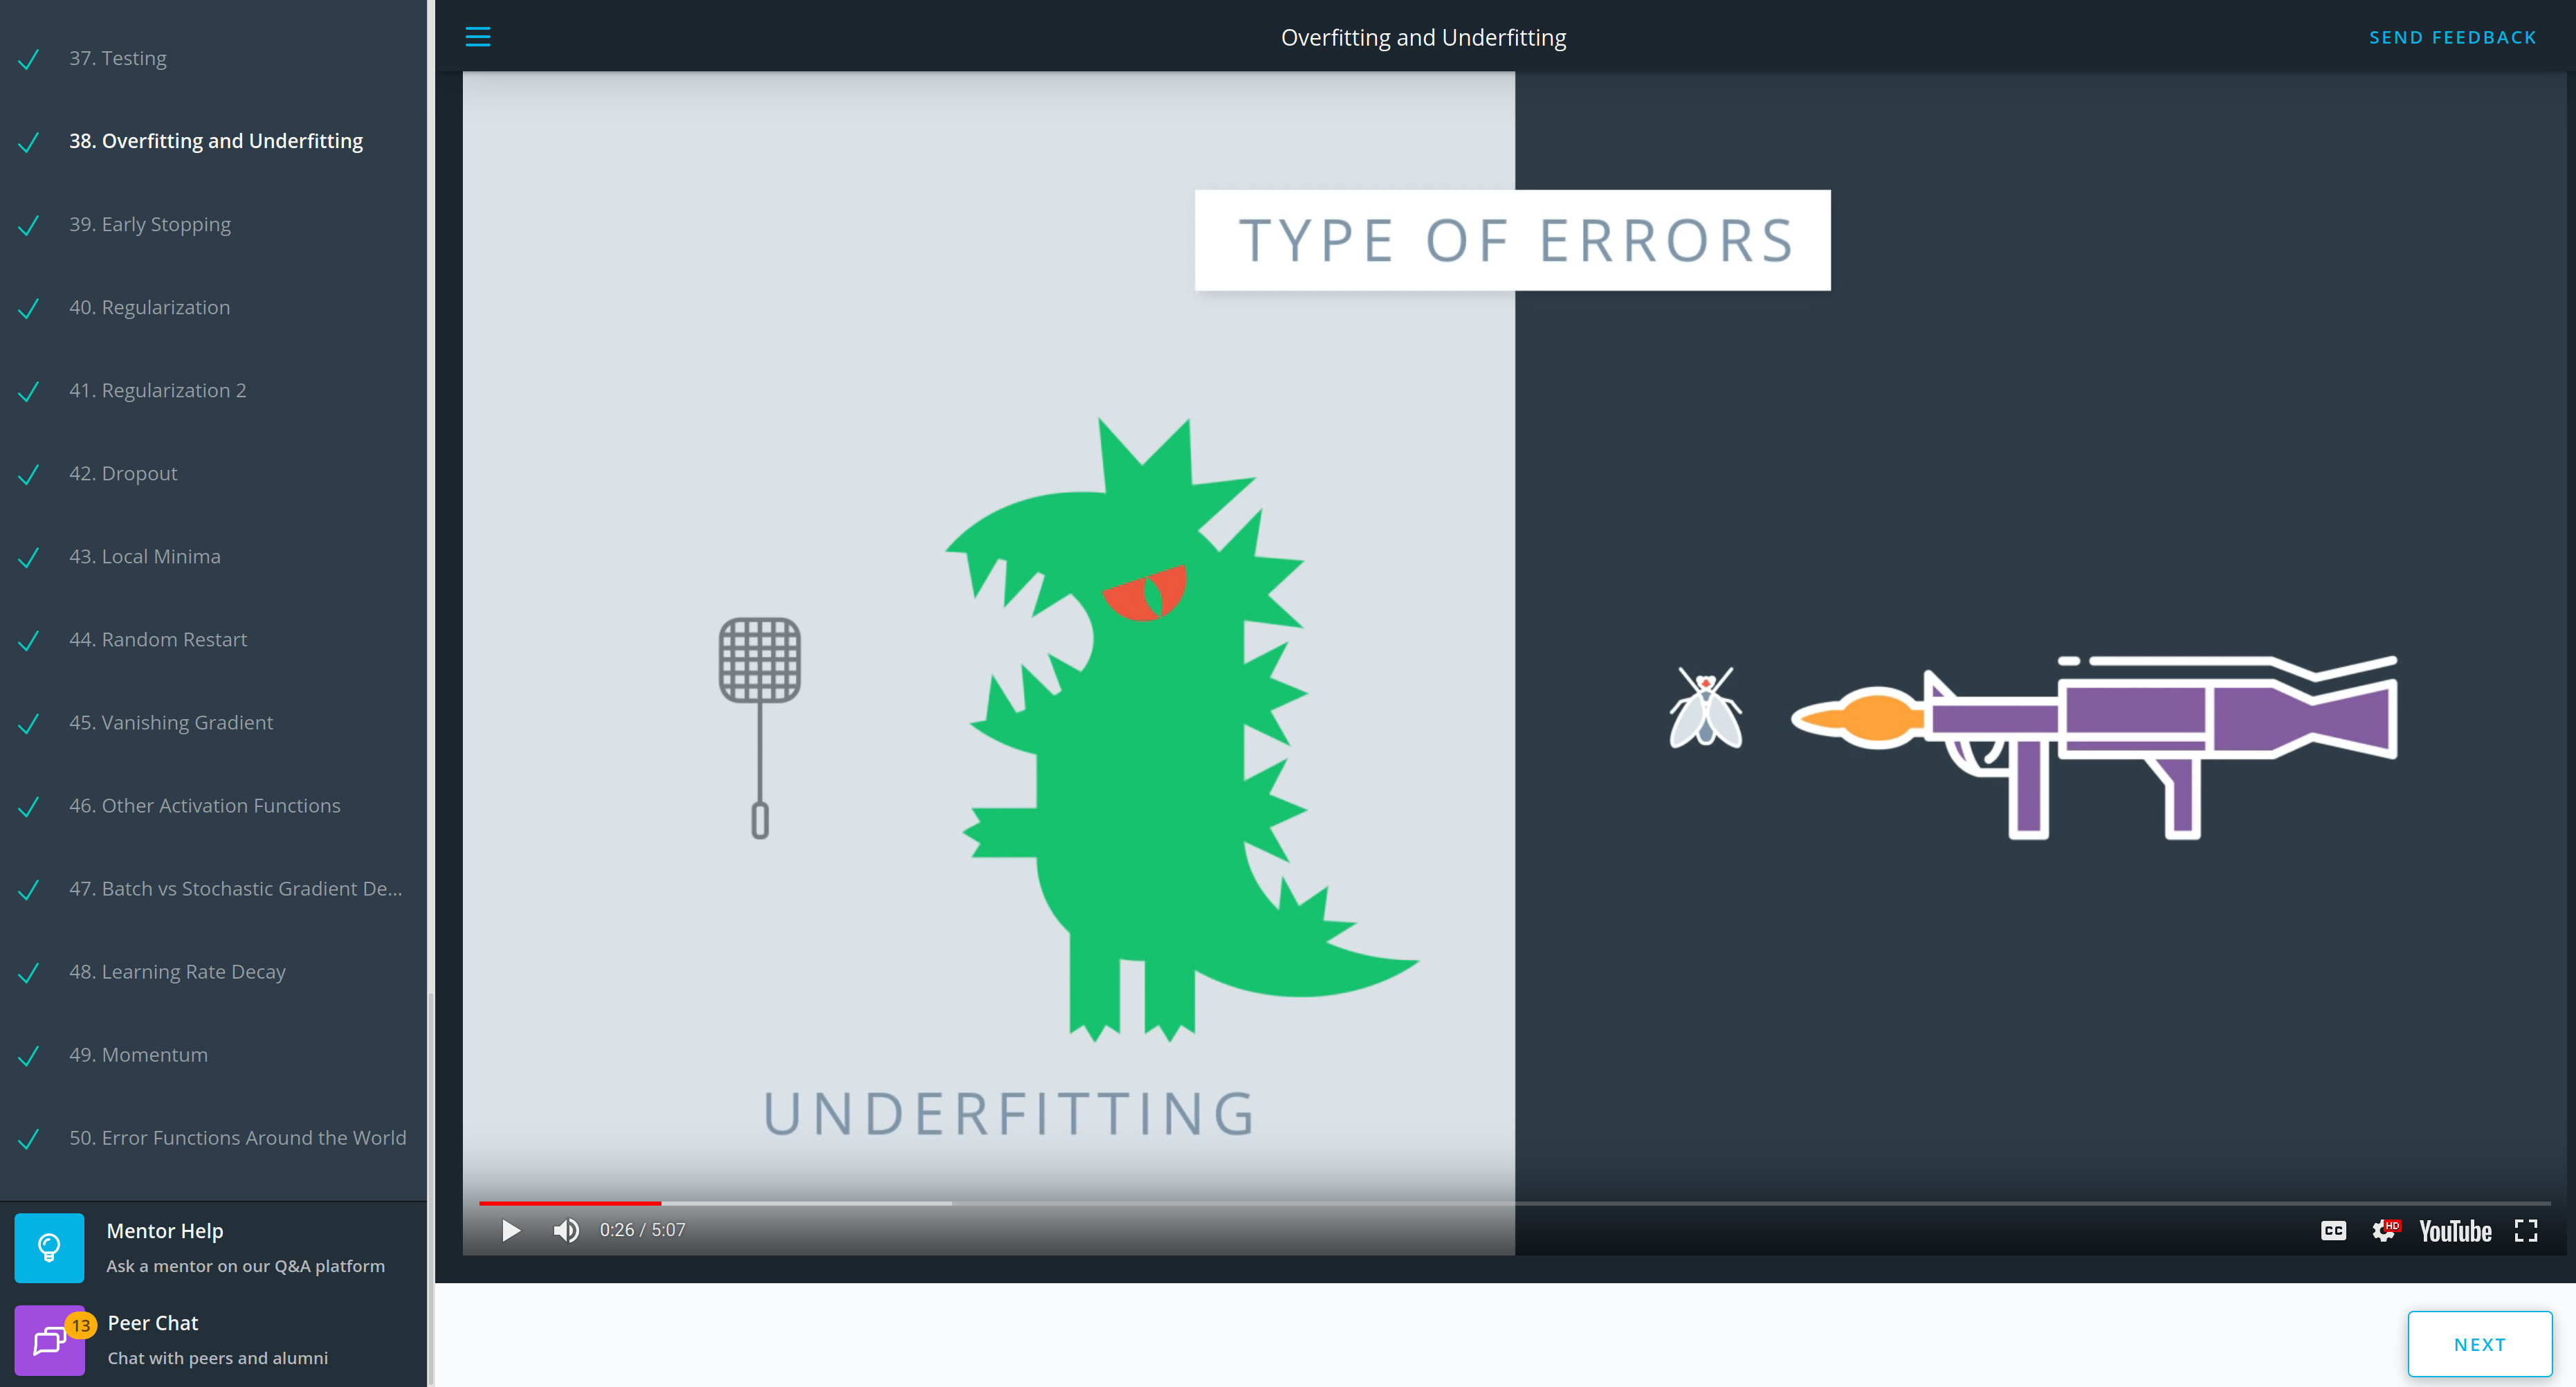 37. Testing
38. Overfitting and Underfitting
39. Early Stopping
40. Regularization
41. Regularization 2
42. Dropout
43. Local Minima
44. Random Restart
45. Vanishing Gradient
46. Other Activation Functions
47. Batch vs Stochastic Gradient De...
48. Learning Rate Decay
49. Momentum
50. Error Functions Around the World
Mentor Help
Ask a mentor on our Q&A platform
13
Peer Chat
Chat with peers and alumni
Overfitting and Underfitting
SEND FEEDBACK
TYPE OF ERRORS
UNDERFITTING
0:26 / 5:07
CC
HD
YouTube
NEXT